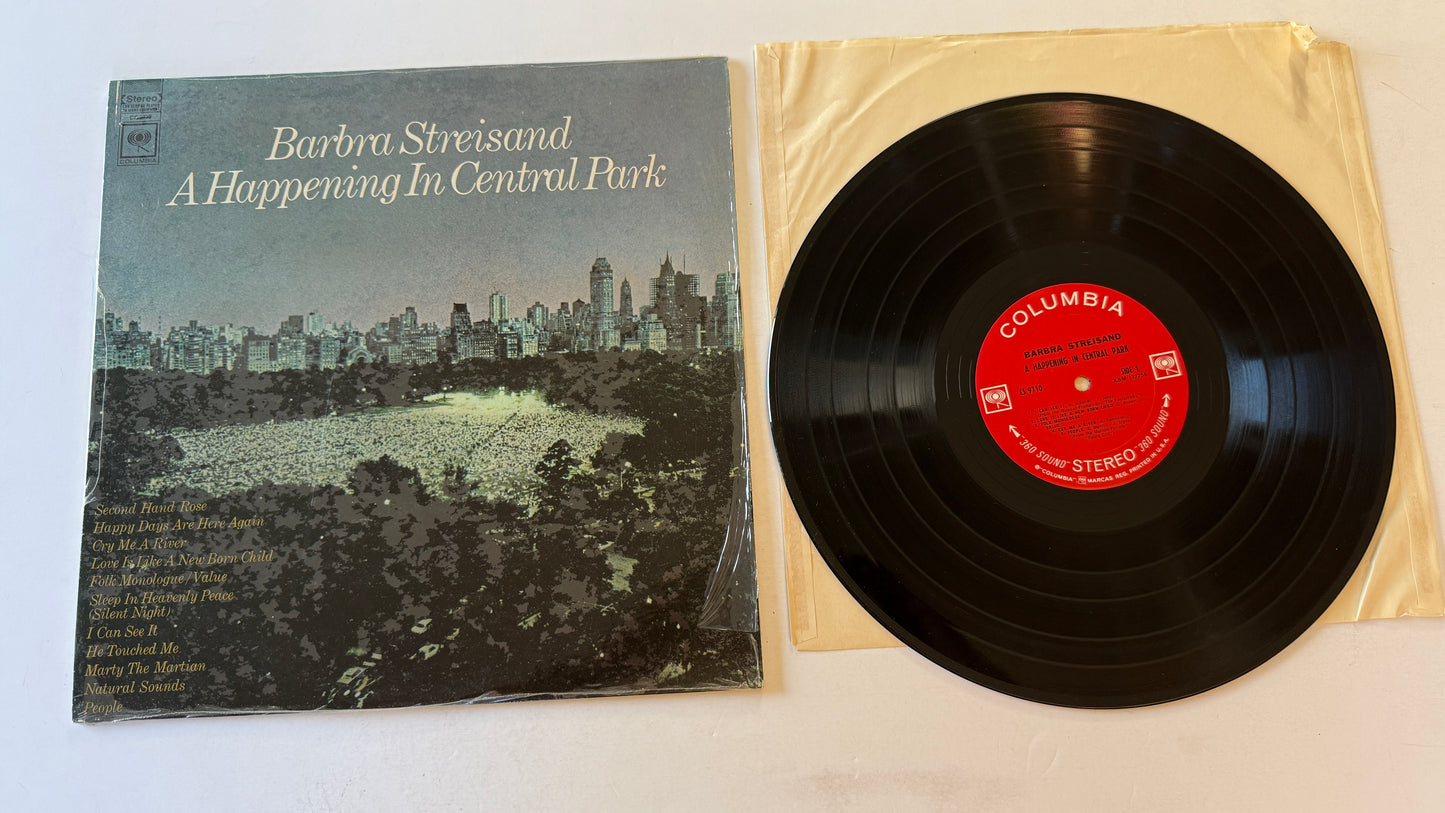 Stereo
COLUMBIA
Barbra Streisand
A Happening In Central Park
Second Hand Rose
Happy Days Are Here Again
Cry Me A River
Love Is Like A New Born Child
Folk Monologue/Value
Sleep In Heavenly Peace
(Silent Night)
I Can See It
He Touched Me
Marty The Martian
Natural Sounds
People
COLUMBIA
BARBRA STREISAND
A HAPPENING IN CENTRAL PARK
CS 9710
SIDE 1
"360 SOUND" STEREO "360 SOUND"
"COLUMBIA" MARCAS REG. PRINTED IN U.S.A.